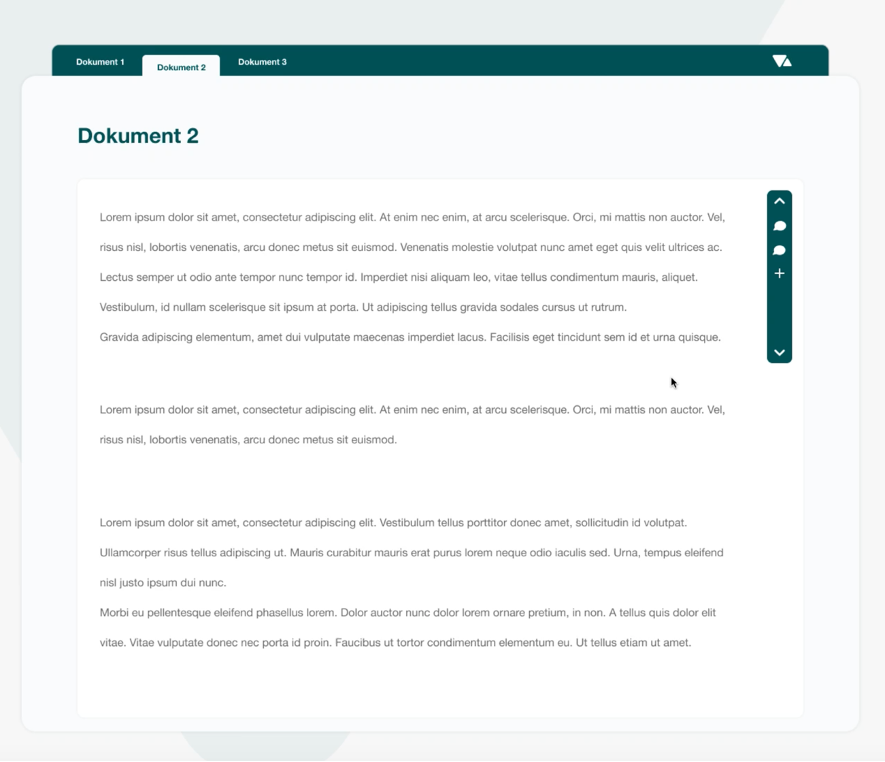 Dokument 1
Dokument 2
Dokument 3
Dokument 2
Lorem ipsum dolor sit amet, consectetur adipiscing elit. At enim nec enim, at arcu scelerisque. Orci, mi mattis non auctor. Vel,
risus nisl, lobortis venenatis, arcu donec metus sit euismod. Venenatis molestie volutpat nunc amet eget quis velit ultrices ac.
Lectus semper ut odio ante tempor nunc tempor id. Imperdiet nisi aliquam leo, vitae tellus condimentum mauris, aliquet.
Vestibulum, id nullam scelerisque sit ipsum at porta. Ut adipiscing tellus gravida sodales cursus ut rutrum.
Gravida adipiscing elementum, amet dui vulputate maecenas imperdiet lacus. Facilisis eget tincidunt sem id et urna quisque.
Lorem ipsum dolor sit amet, consectetur adipiscing elit. At enim nec enim, at arcu scelerisque. Orci, mi mattis non auctor. Vel,
risus nisl, lobortis venenatis, arcu donec metus sit euismod.
Lorem ipsum dolor sit amet, consectetur adipiscing elit. Vestibulum tellus porttitor donec amet, sollicitudin id volutpat.
Ullamcorper risus tellus adipiscing ut. Mauris curabitur mauris erat purus lorem neque odio iaculis sed. Urna, tempus eleifend
nisl justo ipsum dui nunc.
Morbi eu pellentesque eleifend phasellus lorem. Dolor auctor nunc dolor lorem ornare pretium, in non. A tellus quis dolor elit
vitae. Vitae vulputate donec nec porta id proin. Faucibus ut tortor condimentum elementum eu. Ut tellus etiam ut amet.